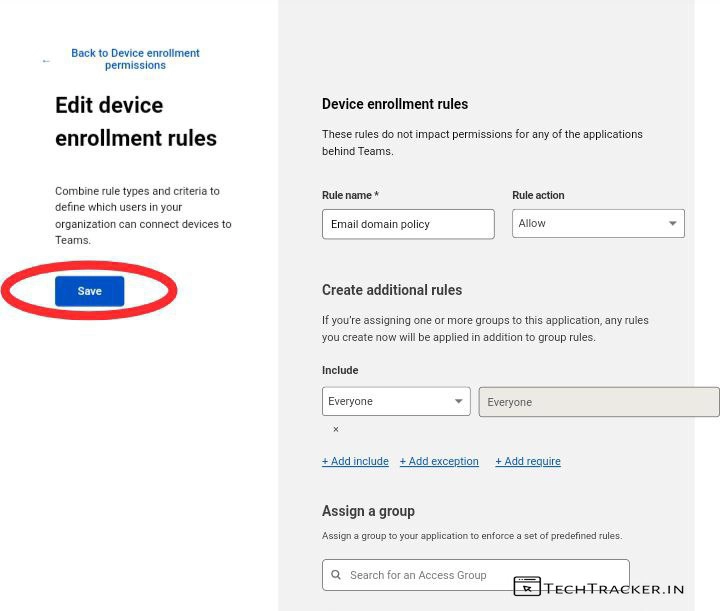 ← Back to Device enrollment
permissions
Edit device
enrollment rules
Combine rule types and criteria to
define which users in your
organization can connect devices to
Teams.
Save
Device enrollment rules
These rules do not impact permissions for any of the applications
behind Teams.
Rule name * Rule action
Email domain policy Allow
Create additional rules
If you’re assigning one or more groups to this application, any rules
you create now will be applied in addition to group rules.
Include
Everyone Everyone
×
+ Add include + Add exception + Add require
Assign a group
Assign a group to your application to enforce a set of predefined rules.
Search for an Access Group
TechTracker.in